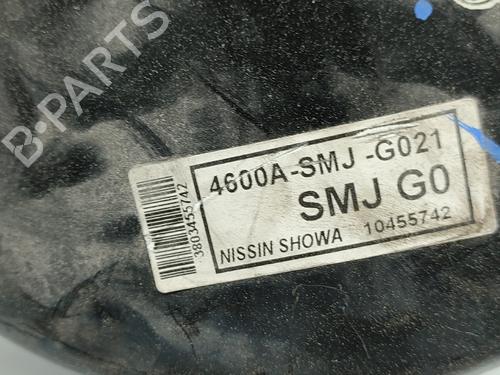 B-PARTS
4600A-SMJ -G021
SMJ G0
NISSIN SHOWA 10455742
3803455742